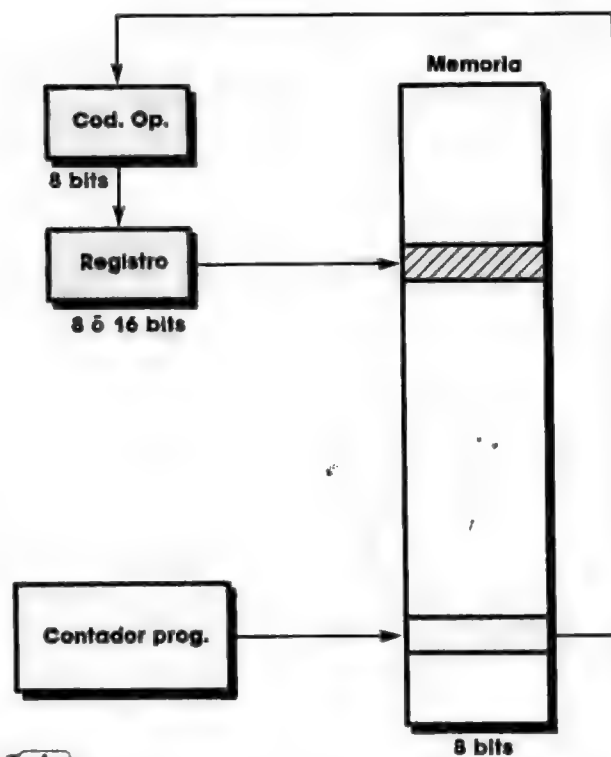 Memoria
Cod. Op.
8 bits
Registro
8 ó 16 bits
Contador prog.
8 bits